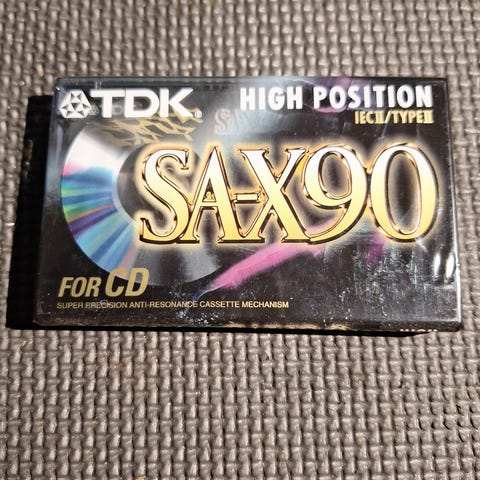 TDK
HIGH POSITION
IECII/TYPEII
SA-X90
FOR CD
SUPER PRECISION ANTI-RESONANCE CASSETTE MECHANISM